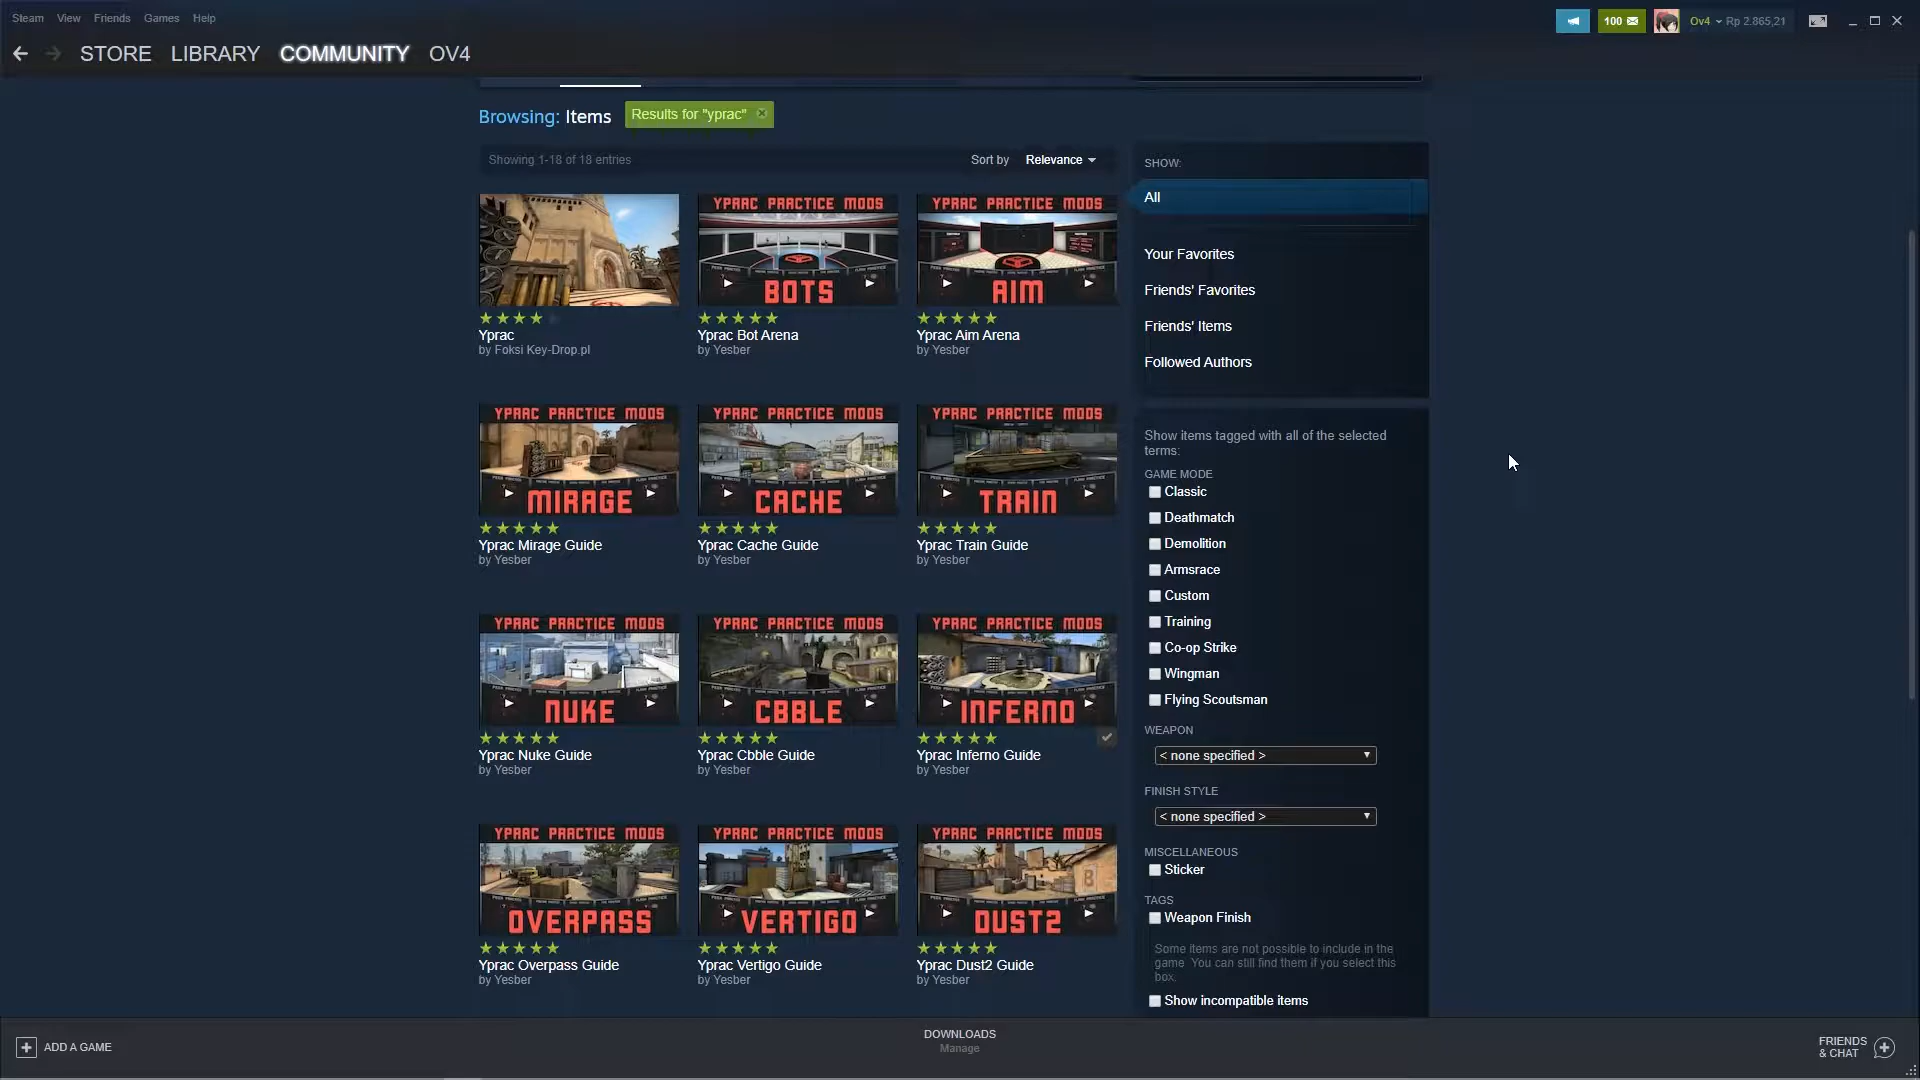 Steam View Friends Games Help
100
Ov4 Rp 2.865,21
STORE LIBRARY COMMUNITY OV4
Browsing: Items
Results for "yprac"
Showing 1-18 of 18 entries
Sort by Relevance
Yprac
by Foksi Key-Drop.pl
YPRAC PRACTICE MODS
BOTS
Yprac Bot Arena
by Yesber
YPRAC PRACTICE MODS
AIM
Yprac Aim Arena
by Yesber
YPRAC PRACTICE MODS
MIRAGE
Yprac Mirage Guide
by Yesber
YPRAC PRACTICE MODS
CACHE
Yprac Cache Guide
by Yesber
YPRAC PRACTICE MODS
TRAIN
Yprac Train Guide
by Yesber
YPRAC PRACTICE MODS
NUKE
Yprac Nuke Guide
by Yesber
YPRAC PRACTICE MODS
CBBLE
Yprac Cbble Guide
by Yesber
YPRAC PRACTICE MODS
INFERNO
Yprac Inferno Guide
by Yesber
YPRAC PRACTICE MODS
OVERPASS
Yprac Overpass Guide
by Yesber
YPRAC PRACTICE MODS
VERTIGO
Yprac Vertigo Guide
by Yesber
YPRAC PRACTICE MODS
DUST2
Yprac Dust2 Guide
by Yesber
SHOW:
All
Your Favorites
Friends' Favorites
Friends' Items
Followed Authors
Show items tagged with all of the selected
terms:
GAME MODE
Classic
Deathmatch
Demolition
Armsrace
Custom
Training
Co-op Strike
Wingman
Flying Scoutsman
WEAPON
< none specified >
FINISH STYLE
< none specified >
MISCELLANEOUS
Sticker
TAGS
Weapon Finish
Some items are not possible to include in the
game. You can still find them if you select this
box.
Show incompatible items
ADD A GAME
DOWNLOADS
Manage
FRIENDS
& CHAT